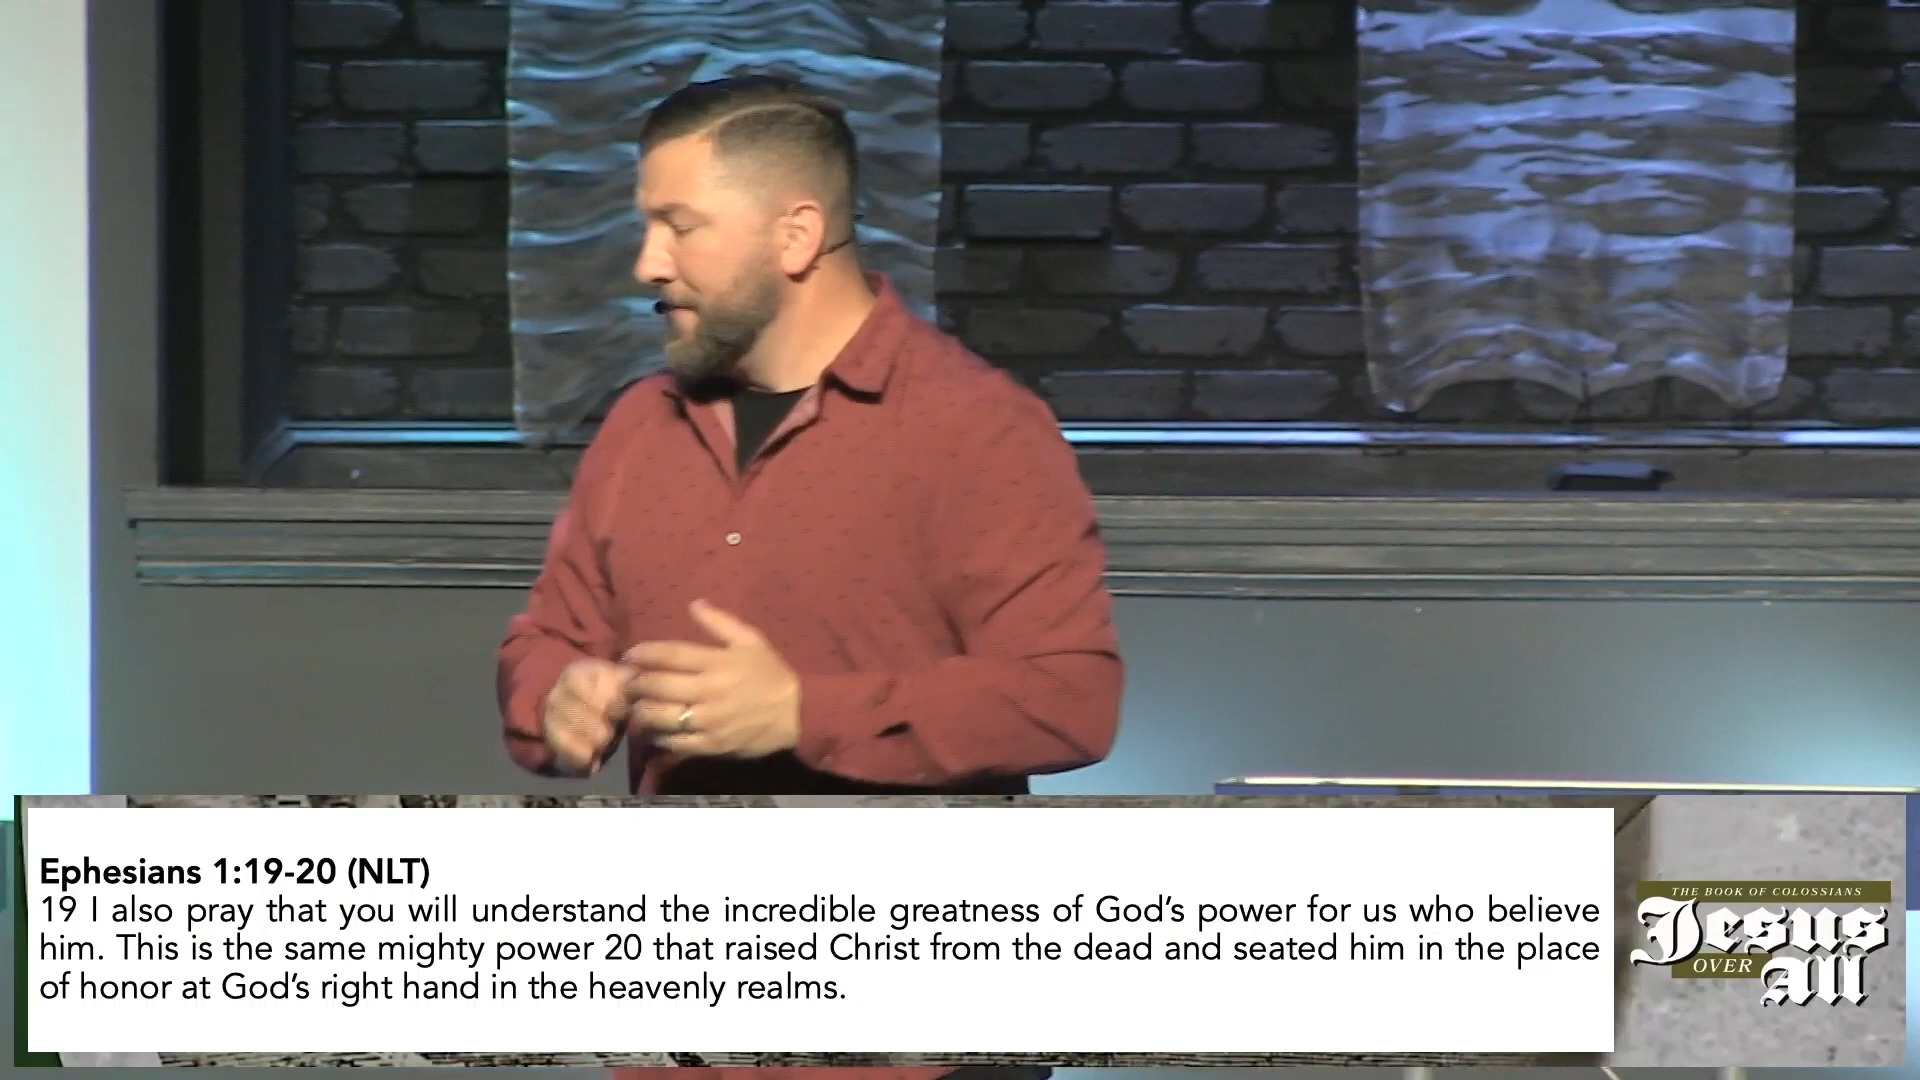 Ephesians 1:19-20 (NLT)
19 I also pray that you will understand the incredible greatness of God's power for us who believe
him. This is the same mighty power 20 that raised Christ from the dead and seated him in the place
of honor at God's right hand in the heavenly realms.
THE BOOK OF COLOSSIANS
Jesus
OVER
All